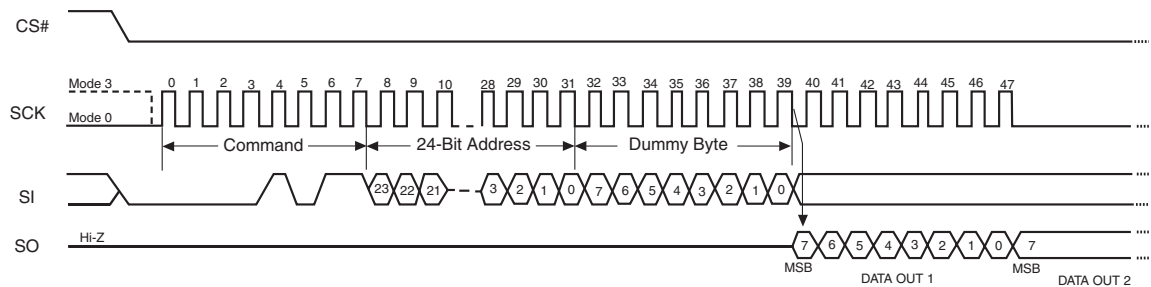 CS#
Mode 3
0 1 2 3 4 5 6 7 8 9 10 28 29 30 31 32 33 34 35 36 37 38 39 40 41 42 43 44 45 46 47
SCK
Mode 0
Command 24-Bit Address Dummy Byte
SI
23 22 21 3 2 1 0 7 6 5 4 3 2 1 0
SO
Hi-Z
7 6 5 4 3 2 1 0 7
MSB DATA OUT 1 MSB DATA OUT 2